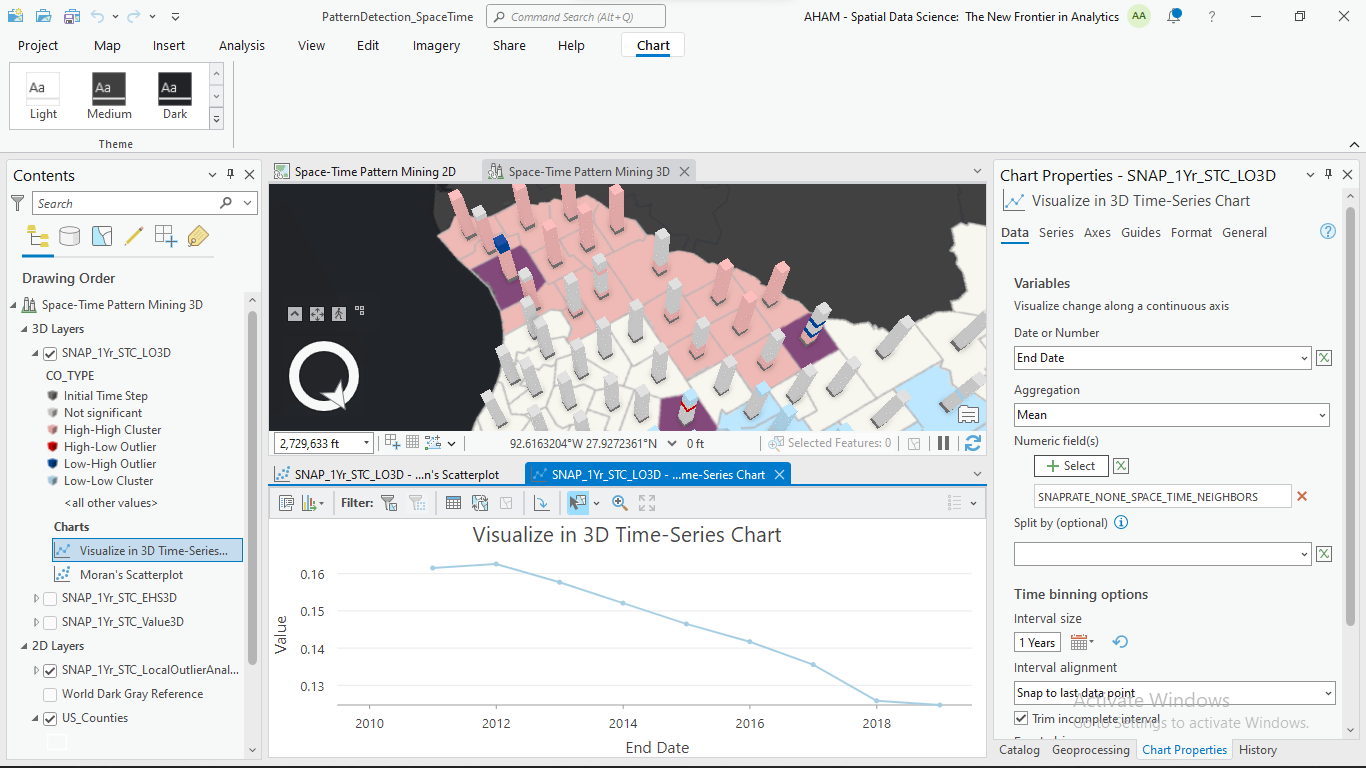 PatternDetection_SpaceTime
Command Search (Alt+Q)
AHAM - Spatial Data Science: The New Frontier in Analytics
AA
?
Project Map Insert Analysis View Edit Imagery Share Help Chart
Aa Aa Aa
Light Medium Dark
Theme
Contents
Search
Drawing Order
Space-Time Pattern Mining 3D
3D Layers
SNAP_1Yr_STC_LO3D
CO_TYPE
Initial Time Step
Not significant
High-High Cluster
High-Low Outlier
Low-High Outlier
Low-Low Cluster
<all other values>
Charts
Visualize in 3D Time-Series...
Moran's Scatterplot
SNAP_1Yr_STC_EHS3D
SNAP_1Yr_STC_Value3D
2D Layers
SNAP_1Yr_STC_LocalOutlierAnal...
World Dark Gray Reference
US_Counties
Space-Time Pattern Mining 2D
Space-Time Pattern Mining 3D
2,729,633 ft
92.6163204°W 27.9272361°N
0 ft
Selected Features: 0
SNAP_1Yr_STC_LO3D - ...n's Scatterplot
SNAP_1Yr_STC_LO3D - ...me-Series Chart
Filter:
Visualize in 3D Time-Series Chart
Value
0.16
0.15
0.14
0.13
2010 2012 2014 2016 2018
End Date
Chart Properties - SNAP_1Yr_STC_LO3D
Visualize in 3D Time-Series Chart
Data Series Axes Guides Format General
Variables
Visualize change along a continuous axis
Date or Number
End Date
Aggregation
Mean
Numeric field(s)
Select
SNAPRATE_NONE_SPACE_TIME_NEIGHBORS
Split by (optional)
Time binning options
Interval size
1 Years
Interval alignment
Snap to last data point
Activate Windows
Trim incomplete interval
Go to Settings to activate Windows.
Catalog Geoprocessing Chart Properties History